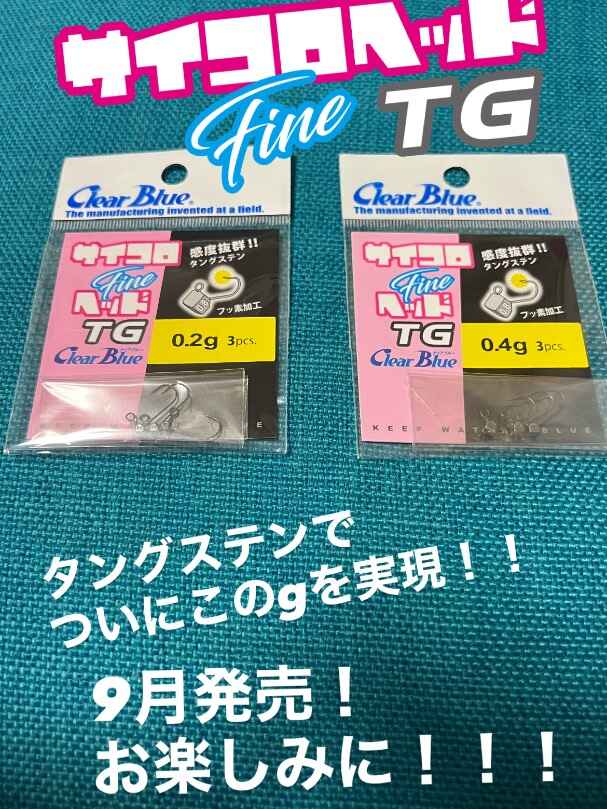 サイコロヘッド
Fine TG
Clear Blue®
The manufacturing invented at a field.
サイコロ
Fine
ヘッド
TG
Clear Blue
感度抜群!!
タングステン
フッ素加工
0.2g 3pcs.
Clear Blue®
The manufacturing invented at a field.
サイコロ
Fine
ヘッド
TG
Clear Blue
感度抜群!!
タングステン
フッ素加工
0.4g 3pcs.
KEEP WATER BLUE
タングステンで
ついにこのgを実現！！
9月発売！
お楽しみに！！！